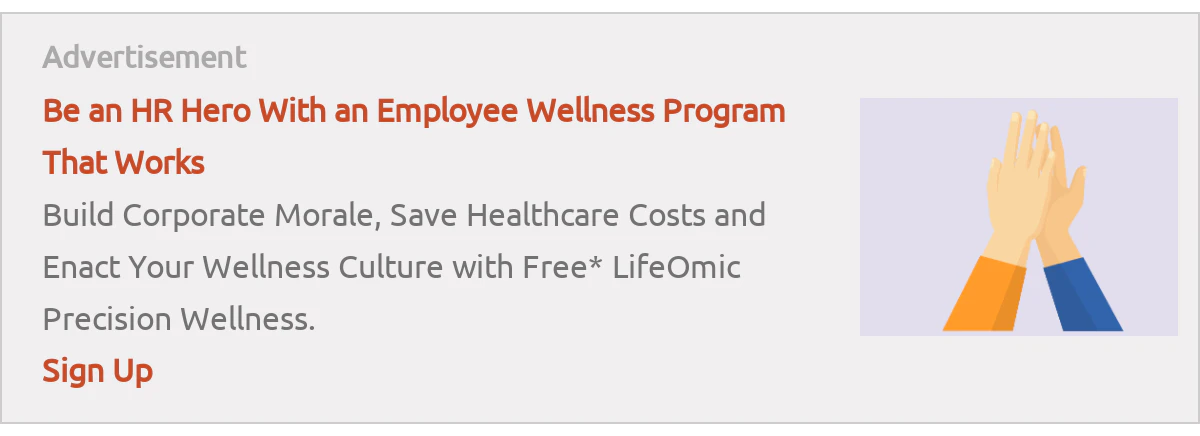 Advertisement
Be an HR Hero With an Employee Wellness Program
That Works
Build Corporate Morale, Save Healthcare Costs and
Enact Your Wellness Culture with Free* LifeOmic
Precision Wellness.
Sign Up